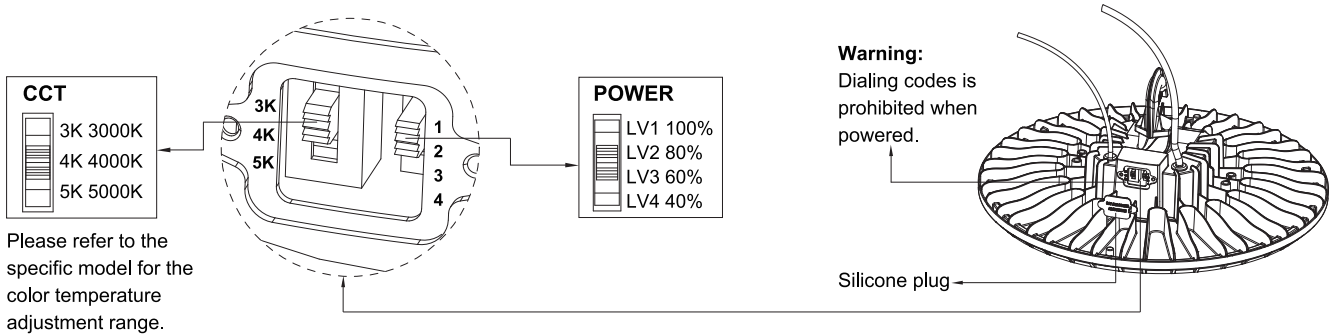 CCT
3K 3000K
4K 4000K
5K 5000K
Please refer to the
specific model for the
color temperature
adjustment range.
3K
4K
5K
1
2
3
4
POWER
LV1 100%
LV2 80%
LV3 60%
LV4 40%
Warning:
Dialing codes is
prohibited when
powered.
Silicone plug